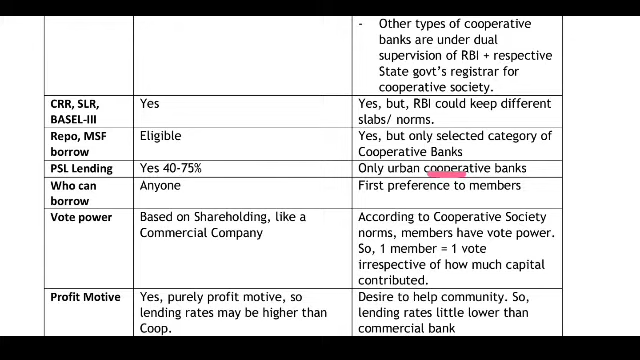 - Other types of cooperative
banks are under dual
supervision of RBI + respective
State govt's registrar for
cooperative society.
CRR, SLR,
BASEL-III
Yes
Yes, but, RBI could keep different
slabs/ norms.
Repo, MSF
borrow
Eligible
Yes, but only selected category of
Cooperative Banks
PSL Lending
Yes 40-75%
Only urban cooperative banks
Who can
borrow
Anyone
First preference to members
Vote power
Based on Shareholding, like a
Commercial Company
According to Cooperative Society
norms, members have vote power.
So, 1 member = 1 vote
irrespective of how much capital
contributed.
Profit Motive
Yes, purely profit motive, so
lending rates may be higher than
Coop.
Desire to help community. So,
lending rates little lower than
commercial bank